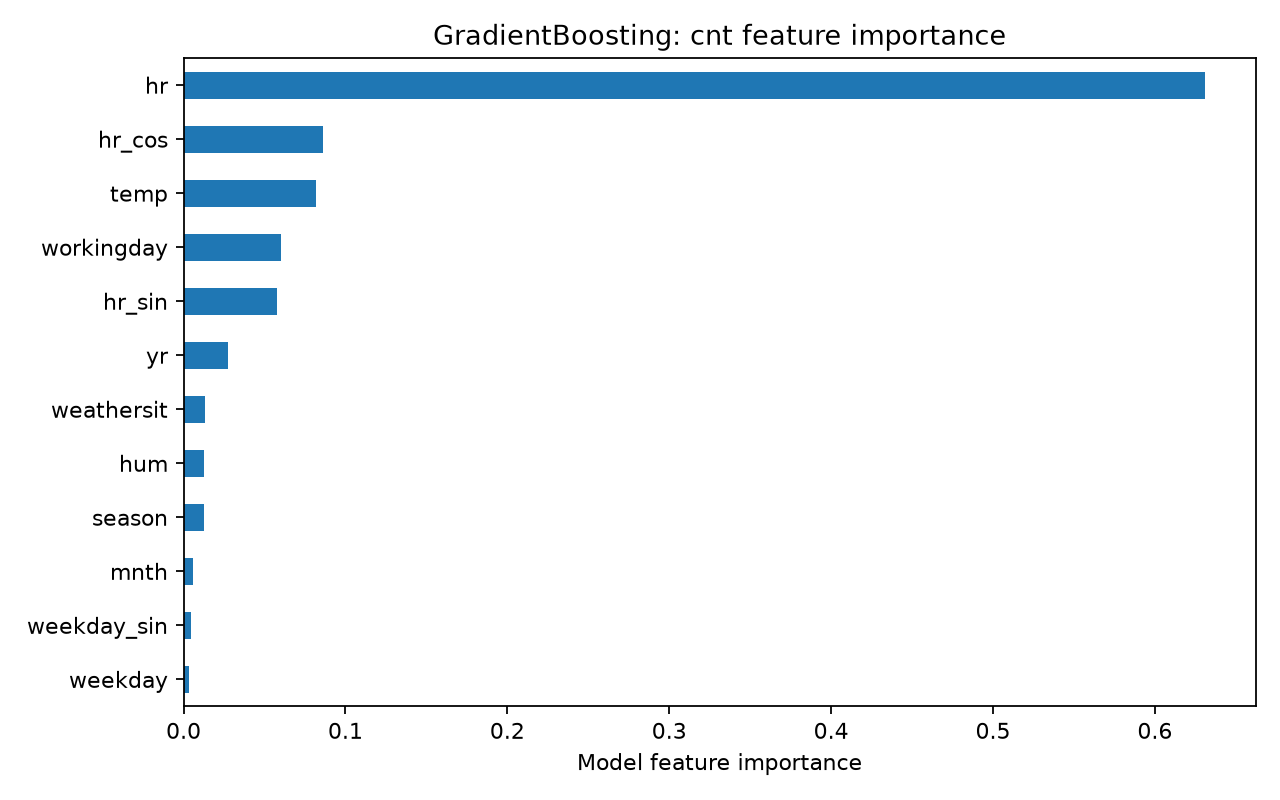 GradientBoosting: cnt feature importance
hr
hr_cos
temp
workingday
hr_sin
yr
weathersit
hum
season
mnth
weekday_sin
weekday
0.0 0.1 0.2 0.3 0.4 0.5 0.6
Model feature importance